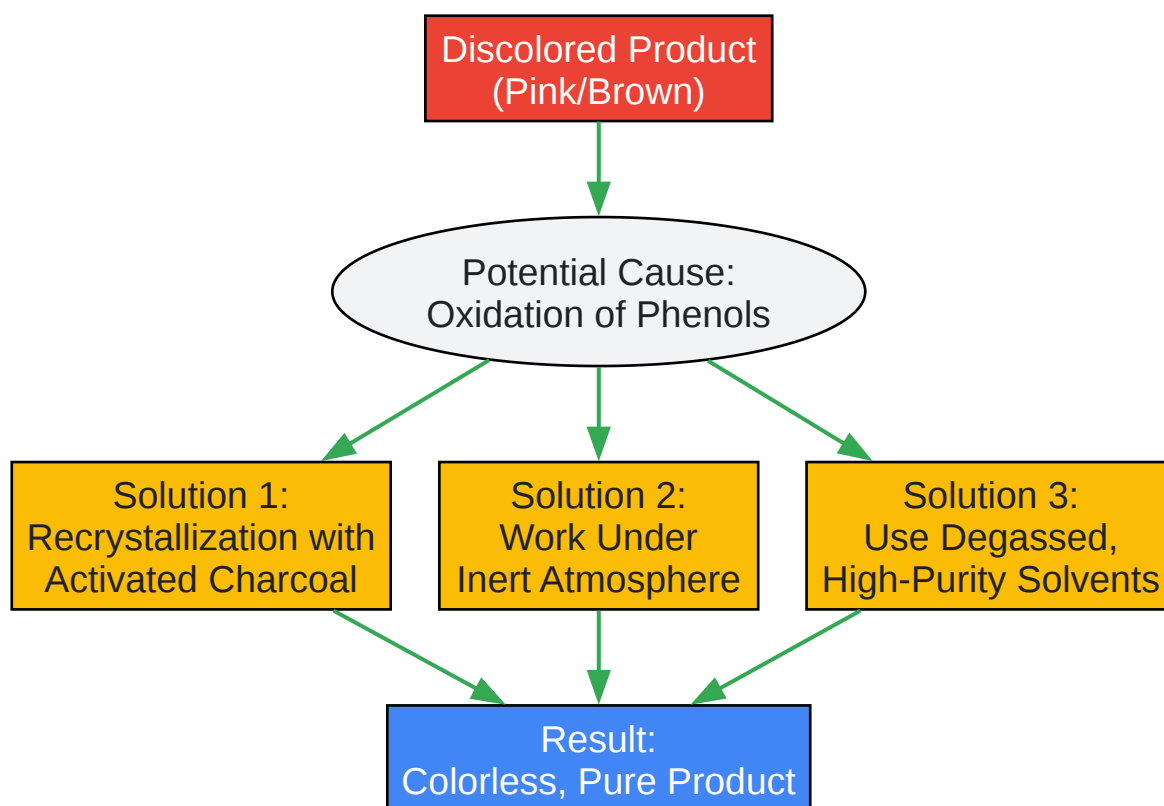 Discolored Product
(Pink/Brown)
Potential Cause:
Oxidation of Phenols
Solution 1:
Recrystallization with
Activated Charcoal
Solution 2:
Work Under
Inert Atmosphere
Solution 3:
Use Degassed,
High-Purity Solvents
Result:
Colorless, Pure Product